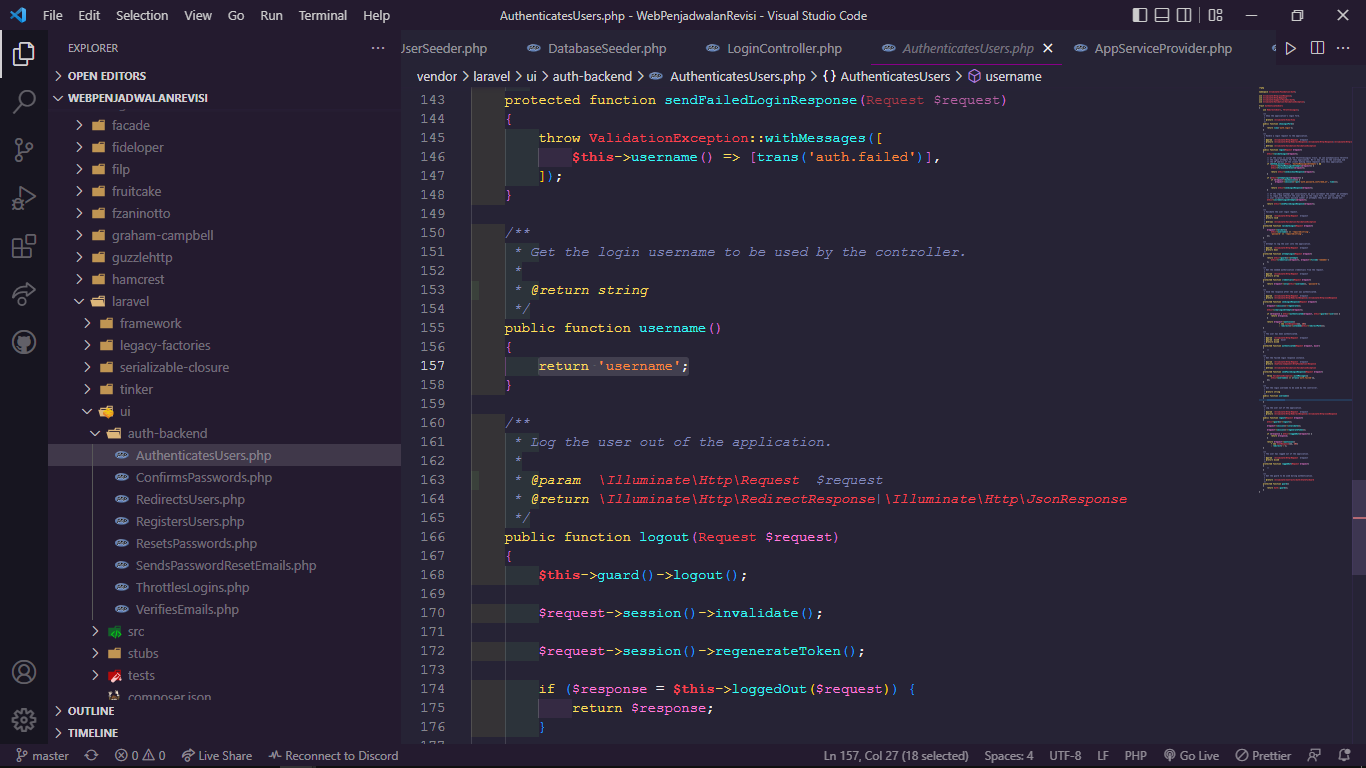 File Edit Selection View Go Run Terminal Help
AuthenticatesUsers.php - WebPenjadwalanRevisi - Visual Studio Code
EXPLORER
OPEN EDITORS
WEBPENJADWALANREVISI
facade
fideloper
filp
fruitcake
fzaninotto
graham-campbell
guzzlehttp
hamcrest
laravel
framework
legacy-factories
serializable-closure
tinker
ui
auth-backend
AuthenticatesUsers.php
ConfirmsPasswords.php
RedirectsUsers.php
RegistersUsers.php
ResetsPasswords.php
SendsPasswordResetEmails.php
ThrottlesLogins.php
VerifiesEmails.php
src
stubs
tests
composer.json
OUTLINE
TIMELINE
UserSeeder.php DatabaseSeeder.php LoginController.php AuthenticatesUsers.php AppServiceProvider.php
vendor > laravel > ui > auth-backend > AuthenticatesUsers.php > {} AuthenticatesUsers > username
143 protected function sendFailedLoginResponse(Request $request)
144 {
145 throw ValidationException::withMessages([
146 $this->username() => [trans('auth.failed')],
147 ]);
148 }
149
150 /**
151 * Get the login username to be used by the controller.
152 *
153 * @return string
154 */
155 public function username()
156 {
157 return 'username';
158 }
159
160 /**
161 * Log the user out of the application.
162 *
163 * @param \Illuminate\Http\Request $request
164 * @return \Illuminate\Http\RedirectResponse|\Illuminate\Http\JsonResponse
165 */
166 public function logout(Request $request)
167 {
168 $this->guard()->logout();
169
170 $request->session()->invalidate();
171
172 $request->session()->regenerateToken();
173
174 if ($response = $this->loggedOut($request)) {
175 return $response;
176 }
177
master 0 0 Live Share Reconnect to Discord Ln 157, Col 27 (18 selected) Spaces: 4 UTF-8 LF PHP Go Live Prettier